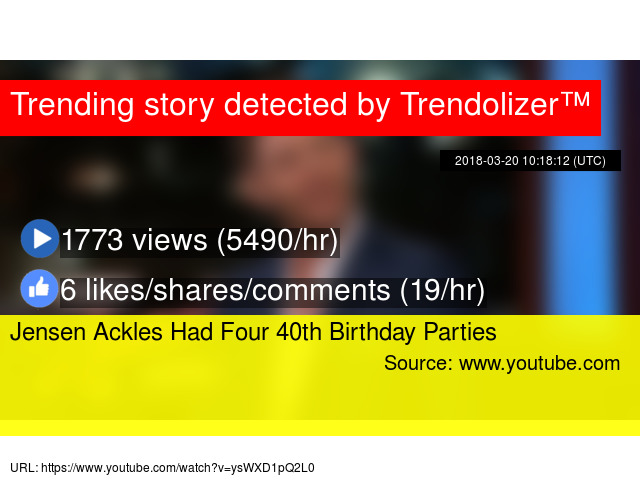 Trending story detected by Trendolizer™
2018-03-20 10:18:12 (UTC)
1773 views (5490/hr)
6 likes/shares/comments (19/hr)
Jensen Ackles Had Four 40th Birthday Parties
Source: www.youtube.com
URL: https://www.youtube.com/watch?v=ysWXD1pQ2L0